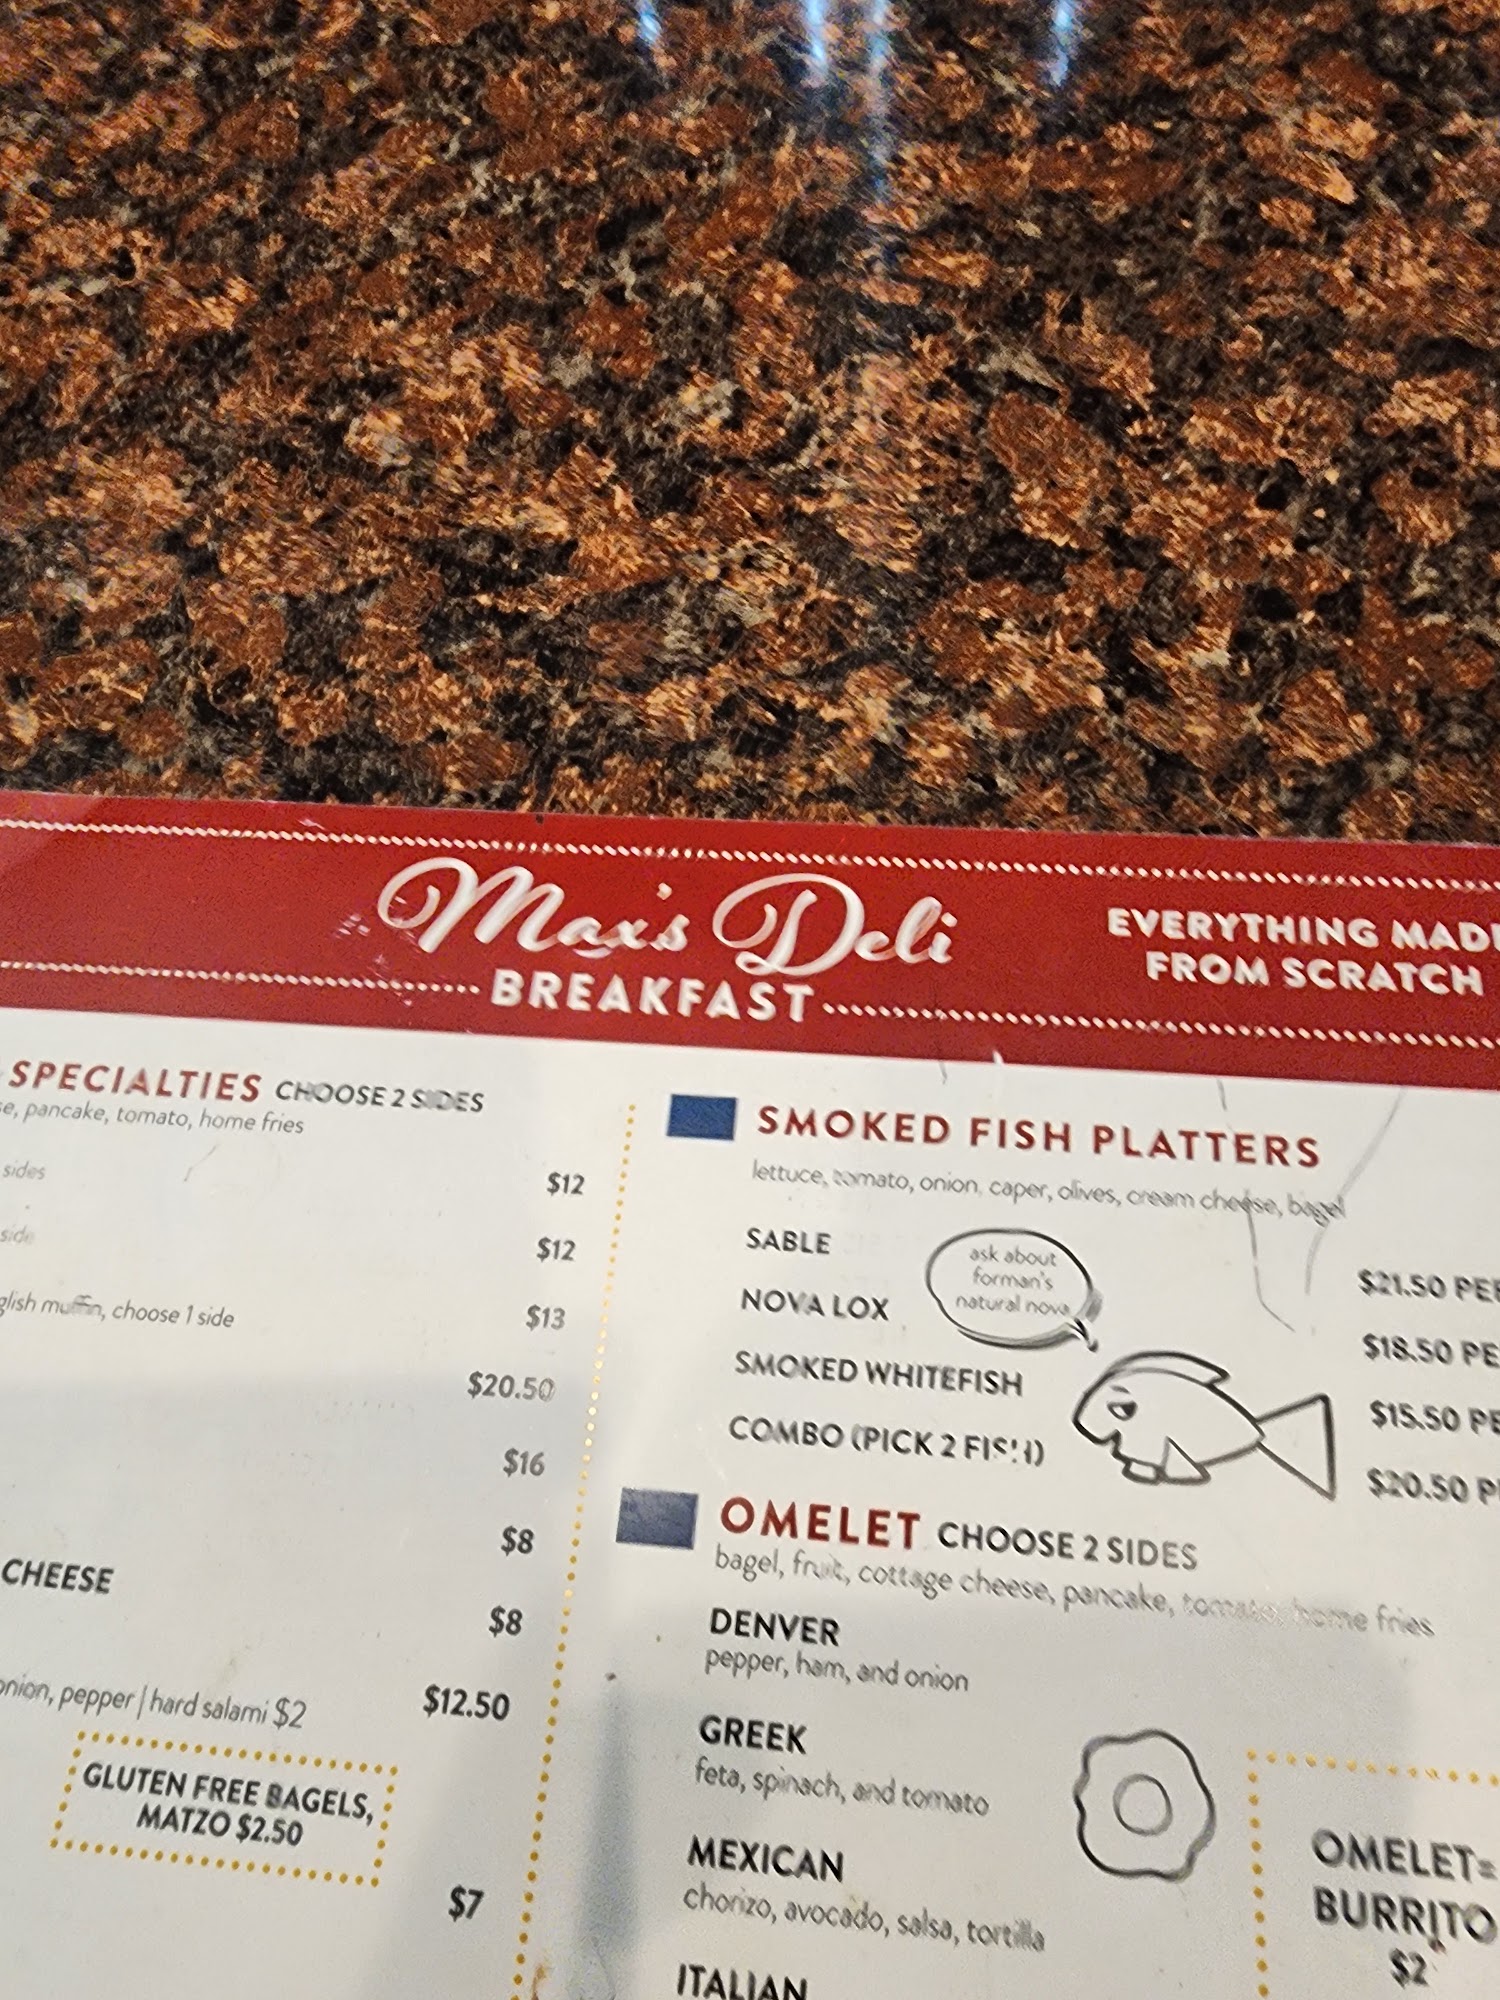 Max's Deli
BREAKFAST
EVERYTHING MADE
FROM SCRATCH
SPECIALTIES CHOOSE 2 SIDES
pancake, tomato, home fries
sides
$12
side
$12
muffin, choose 1 side
$13
$20.50
$16
$8
CHEESE
$8
onion, pepper | hard salami $2
$12.50
GLUTEN FREE BAGELS,
MATZO $2.50
$7
SMOKED FISH PLATTERS
lettuce, tomato, onion, caper, olives, cream cheese, bagel
SABLE
$21.50
NOVA LOX
$18.50
SMOKED WHITEFISH
$15.50
COMBO (PICK 2 FISH)
$20.50
ask about
forman's
natural nova
OMELET CHOOSE 2 SIDES
bagel, fruit, cottage cheese, pancake, tomato, home fries
DENVER
pepper, ham, and onion
GREEK
feta, spinach, and tomato
MEXICAN
chorizo, avocado, salsa, tortilla
ITALIAN
OMELET=
BURRITO
$2